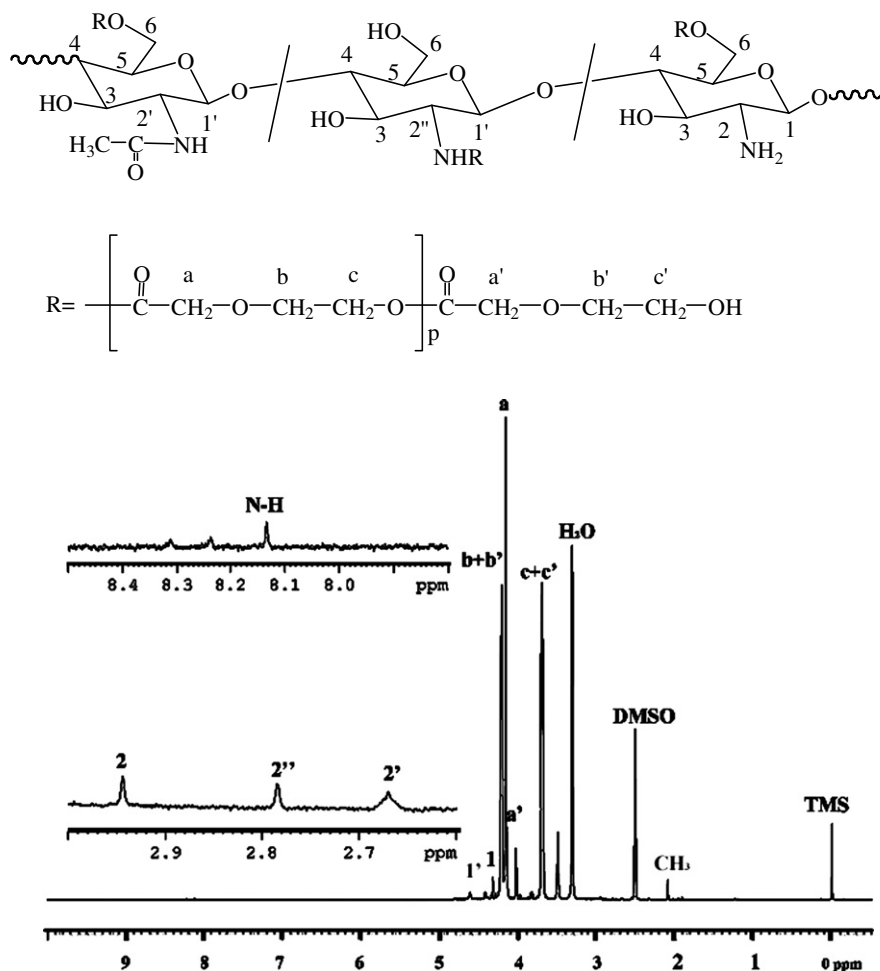 RO
6
4
5
O
HO
3
2'
1'
O
H₃C
C
O
NH
HO
6
4
5
O
HO
3
2''
1'
O
NHR
RO
6
4
5
O
HO
3
2
1
O
NH₂
R=
O a b c O a' b' c'
C—CH₂—O—CH₂—CH₂—O—C—CH₂—O—CH₂—CH₂—OH
p
a
N-H
8.4 8.3 8.2 8.1 8.0 ppm
b+b'
c+c'
H₂O
2 2'' 2'
2.9 2.8 2.7 ppm
DMSO
TMS
a'
1' 1
CH₃
9 8 7 6 5 4 3 2 1 0 ppm